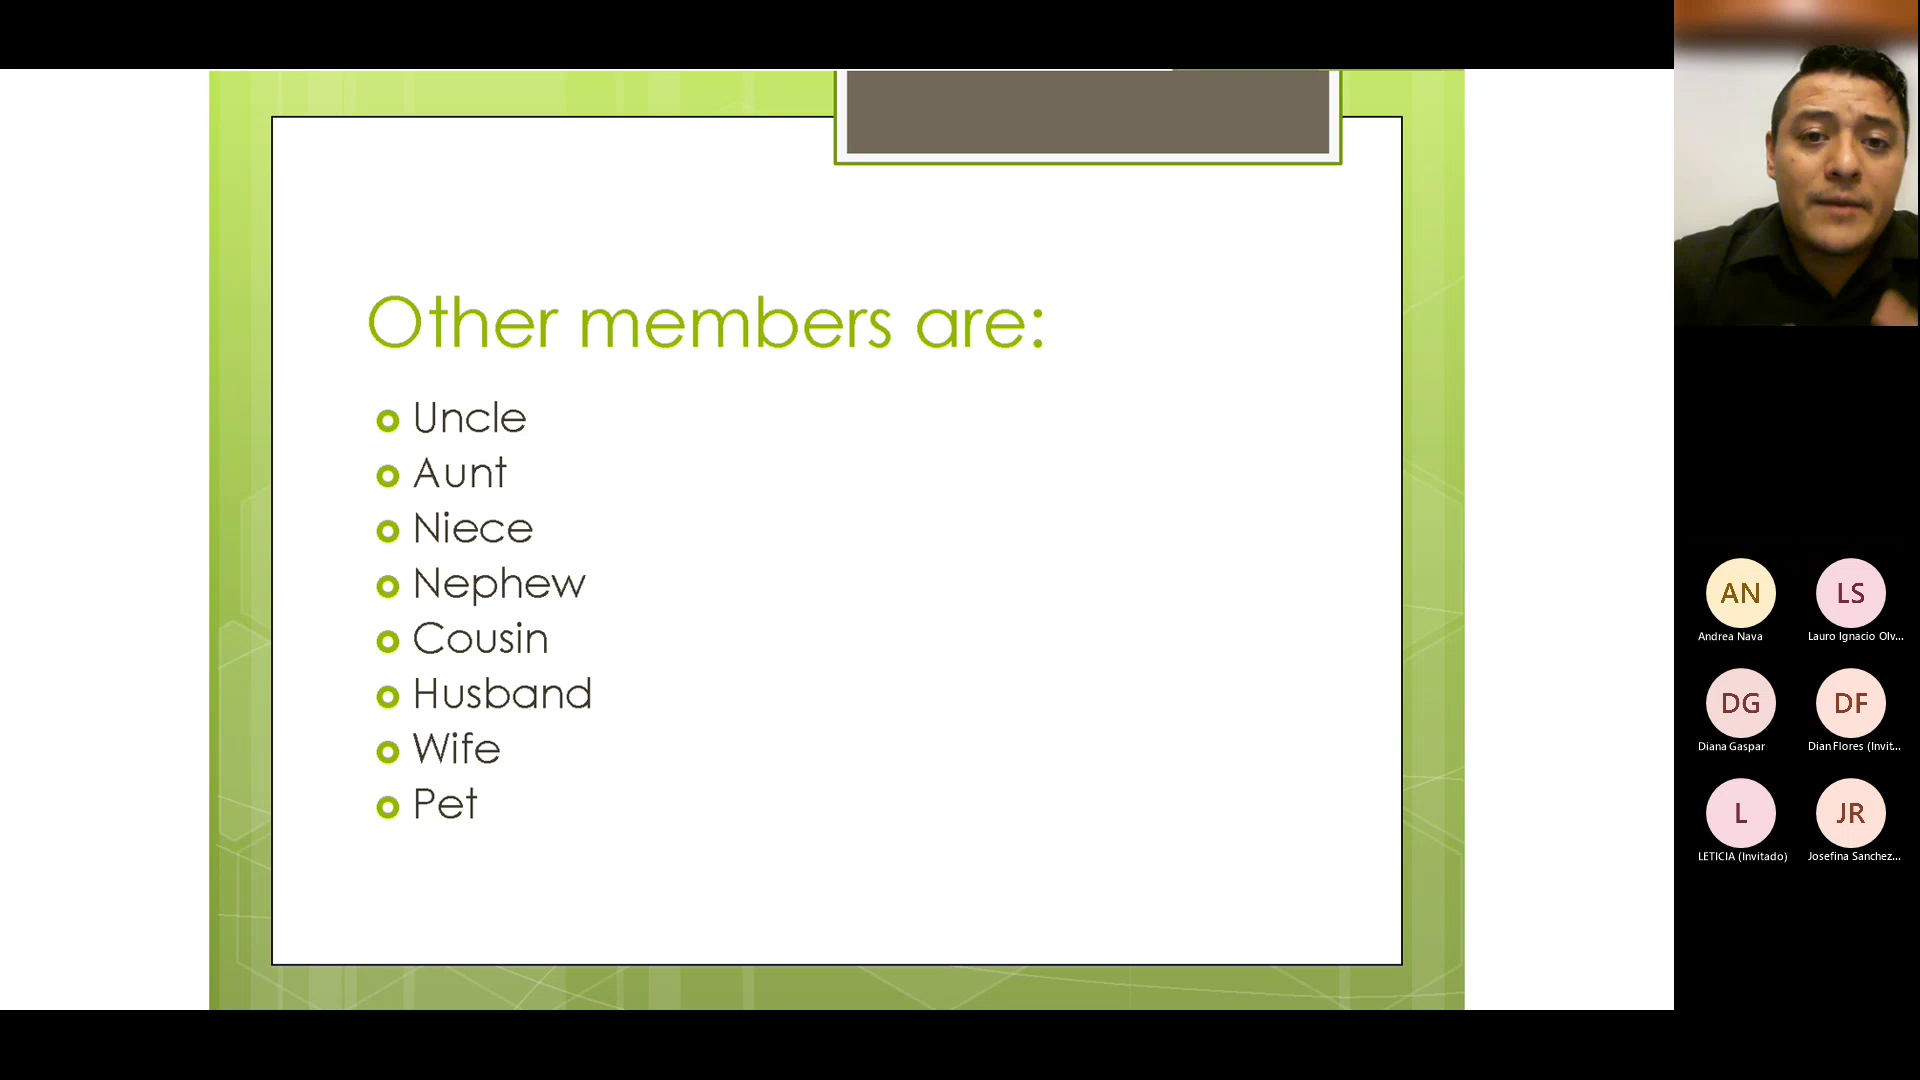 Other members are:
Uncle
Aunt
Niece
Nephew
Cousin
Husband
Wife
Pet
AN
LS
Andrea Nava
Lauro Ignacio Olv...
DG
DF
Diana Gaspar
Dian Flores (Invit...
L
JR
LETICIA (Invitado)
Josefina Sanchez...